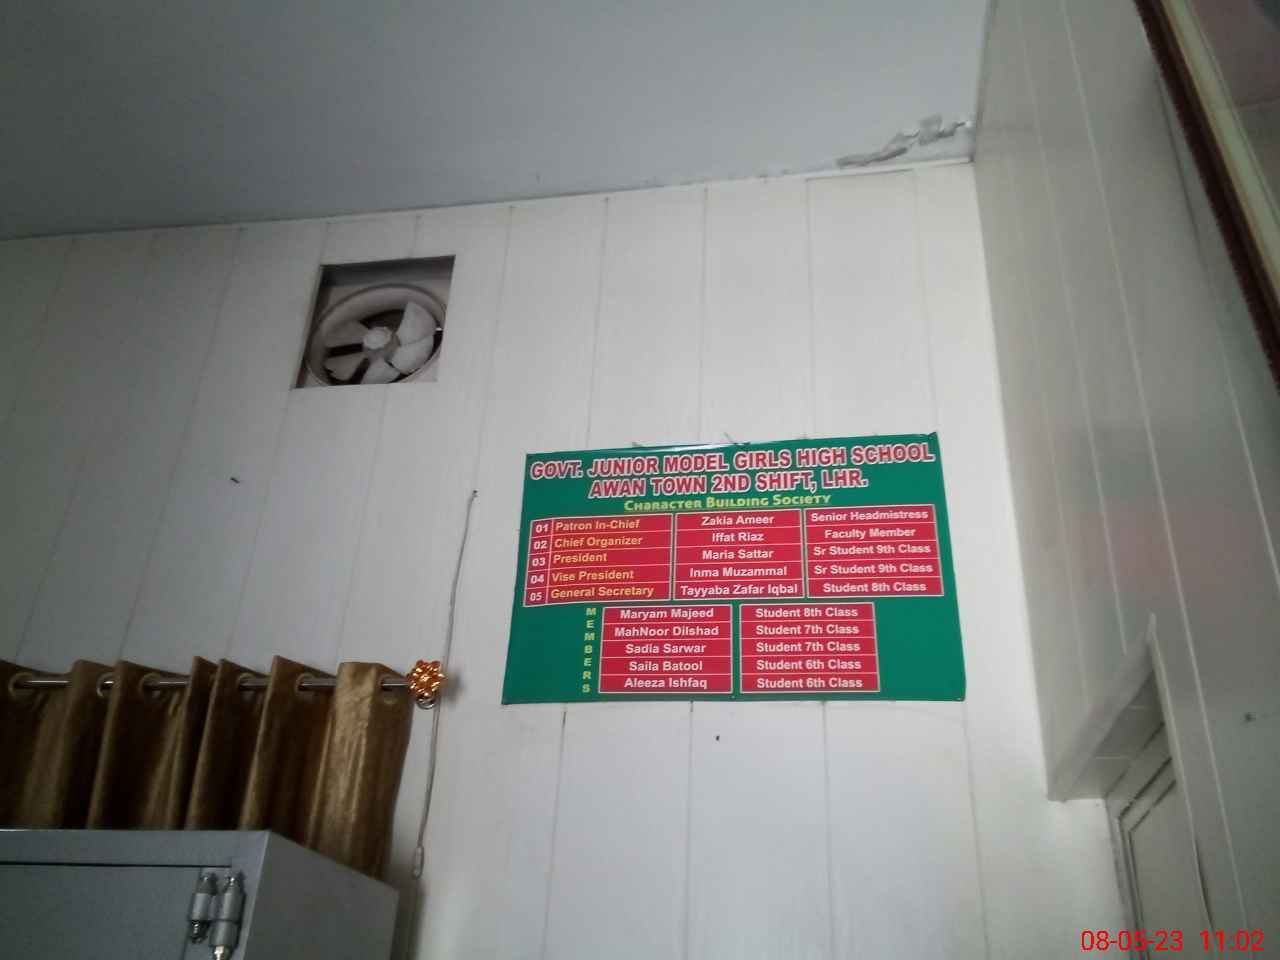 GOVT. JUNIOR MODEL GIRLS HIGH SCHOOL
AWAN TOWN 2ND SHIFT, LHR.
Character Building Society
01 Patron In-Chief Zakia Ameer Senior Headmistress
02 Chief Organizer Iffat Riaz Faculty Member
03 President Maria Sattar Sr Student 9th Class
04 Vise President Inma Muzammal Sr Student 9th Class
05 General Secretary Tayyaba Zafar Iqbal Student 8th Class
MEMBERS
Maryam Majeed Student 8th Class
MahNoor Dilshad Student 7th Class
Sadia Sarwar Student 7th Class
Saila Batool Student 6th Class
Aleeza Ishfaq Student 6th Class
08-05-23 11:02